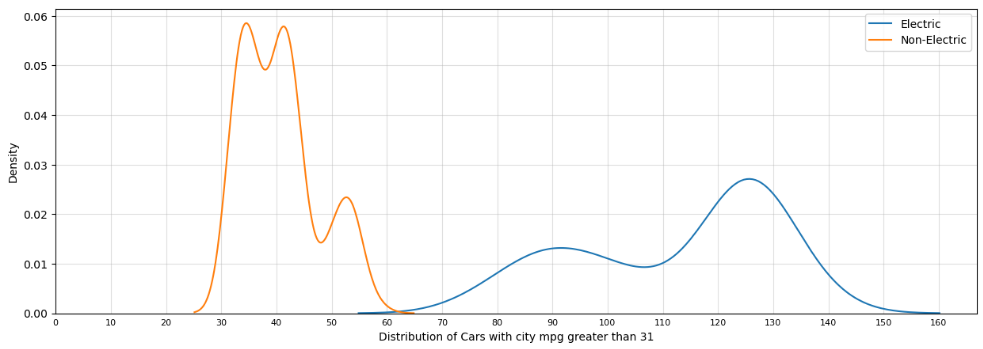 Electric
Non-Electric
Density
0.06
0.05
0.04
0.03
0.02
0.01
0.00
0 10 20 30 40 50 60 70 80 90 100 110 120 130 140 150 160
Distribution of Cars with city mpg greater than 31